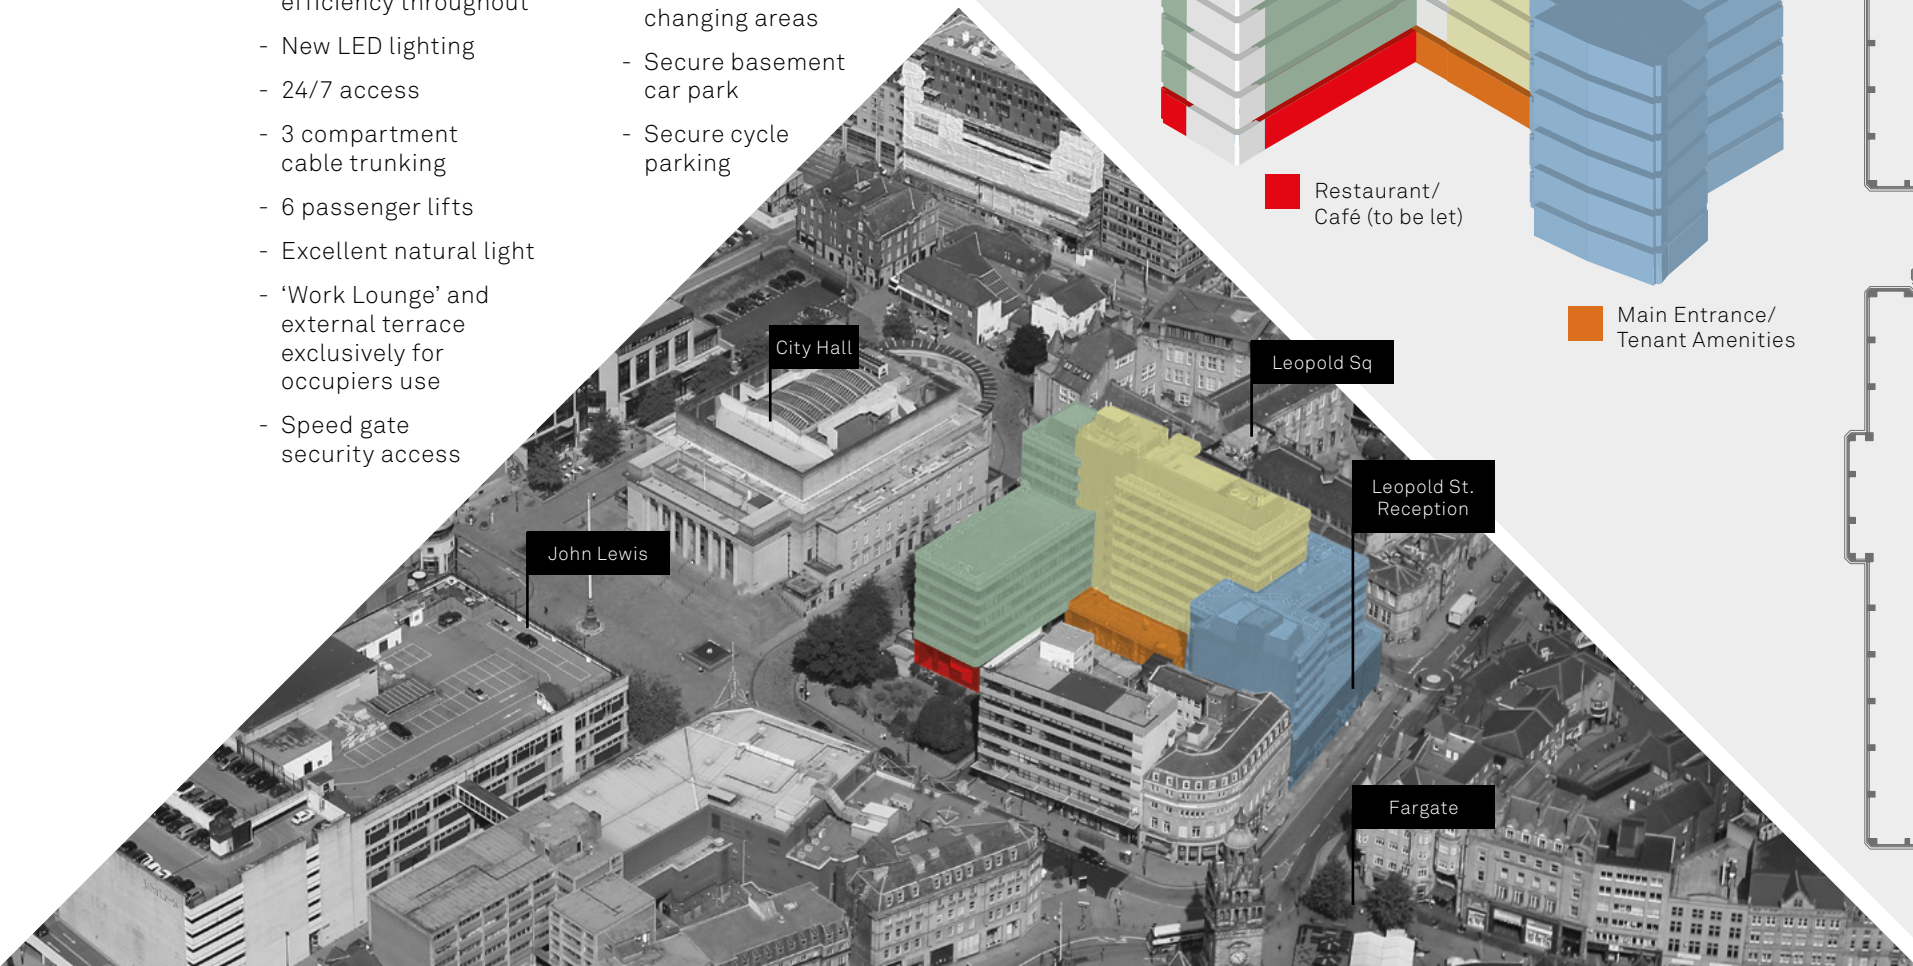 efficiency throughout
- New LED lighting
- 24/7 access
- 3 compartment
cable trunking
- 6 passenger lifts
- Excellent natural light
- ‘Work Lounge’ and
external terrace
exclusively for
occupiers use
- Speed gate
security access
changing areas
- Secure basement
car park
- Secure cycle
parking
Restaurant/
Café (to be let)
Main Entrance/
Tenant Amenities
City Hall
Leopold Sq
Leopold St.
Reception
John Lewis
Fargate